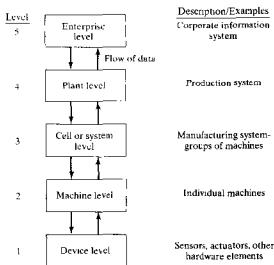 Level
Description/Examples
5
Enterprise
level
Corporate information
system
Flow of data
4
Plant level
Production system
3
Cell or system
level
Manufacturing system-
groups of machines
2
Machine level
Individual machines
1
Device level
Sensors, actuators, other
hardware elements